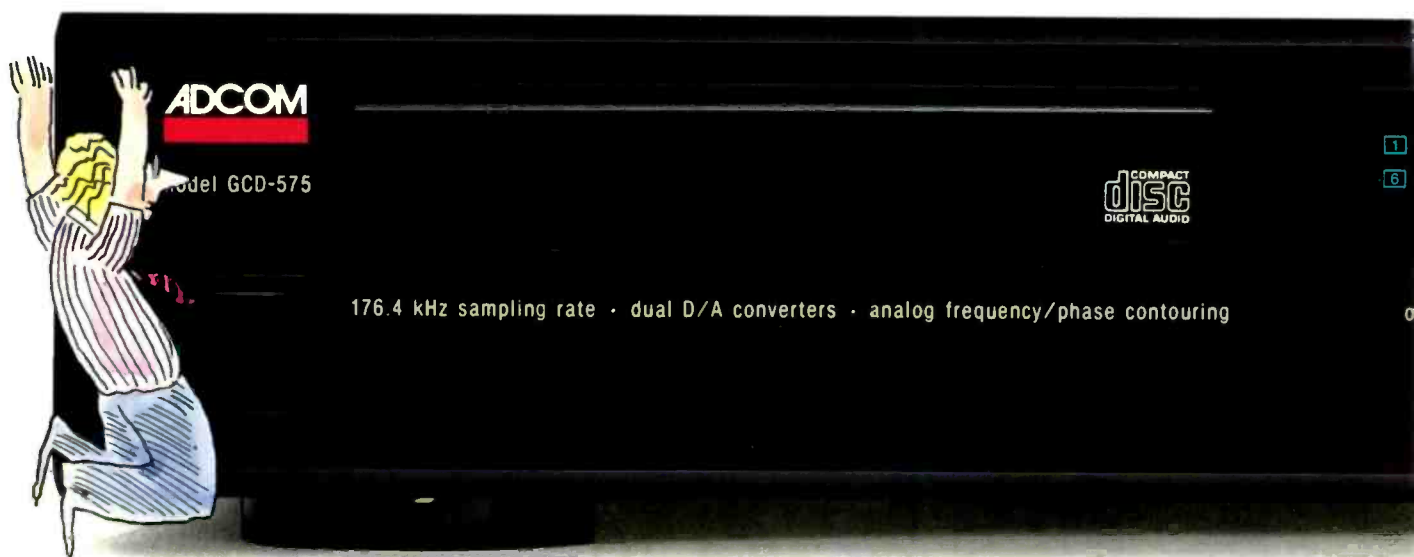 ADCOM
GCD-575
COMPACT
disc
DIGITAL AUDIO
1
6
176.4 kHz sampling rate · dual D/A converters · analog frequency/phase contouring